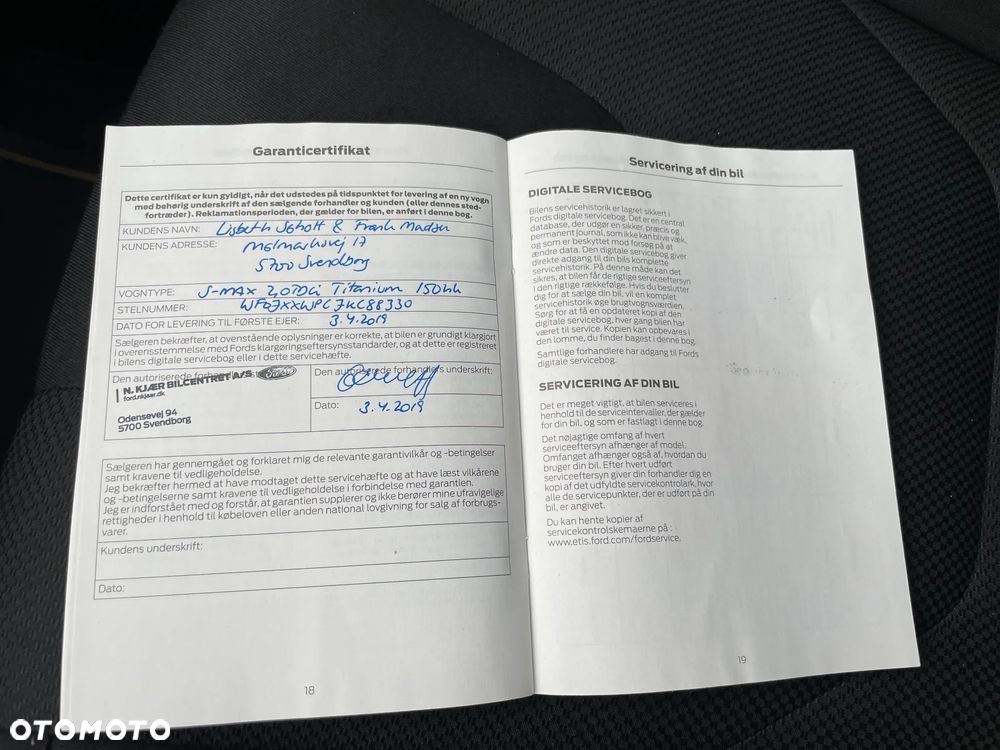 Garanticertifikat
Dette certifikat er kun gyldigt, når det udstedes på tidspunktet for levering af en ny vogn
med behørig underskrift af den sælgende forhandler og kunden (eller dennes sted-
fortræder). Reklamationsperioden, der gælder for bilen, er anført i denne bog.
KUNDENS NAVN: Lisbeth & Frank Madsen
KUNDENS ADRESSE: 17
5700 Svendborg
VOGNTYPE: S-MAX 2,0TDCi Titanium 150hk
STELNUMMER: WF0JXXWPCJKC88330
DATO FOR LEVERING TIL FØRSTE EJER: 3.4.2019
Sælgeren bekræfter, at ovenstående oplysninger er korrekte, at bilen er grundigt klargjort
i overensstemmelse med Fords klargøringseftersynsstandarder, og at dette er registreret
i bilens digitale servicebog eller i dette servicehæfte.
Den autoriserede forhandlers
N. KJÆR BILCENTRET A/S Ford
ford.nkjaer.dk
Odensevej 94
5700 Svendborg
Den autoriserede forhandlers underskrift:
Dato: 3.4.2019
Sælgeren har gennemgået og forklaret mig de relevante garantivilkår og -betingelser
samt kravene til vedligeholdelse.
Jeg bekræfter hermed at have modtaget dette servicehæfte og at have læst vilkårene
og -betingelserne samt kravene til vedligeholdelse i forbindelse med garantien.
Jeg er indforstået med og forstår, at garantien supplerer og ikke berører mine ufravigelige
rettigheder i henhold til købeloven eller anden national lovgivning for salg af forbrugs-
varer.
Kundens underskrift:
Dato:
18
Servicering af din bil
DIGITALE SERVICEBOG
Bilens servicehistorik er lagret sikkert i
Fords digitale servicebog. Det er en central
database, der udgør en sikker, præcis og
permanent journal, som ikke kan blive væk,
og som er beskyttet mod forsøg på at
ændre data. Den digitale servicebog giver
direkte adgang til din bils komplette
servicehistorik. På denne måde kan det
sikres, at bilen får de rigtige serviceeftersyn
i den rigtige rækkefølge. Hvis du beslutter
dig for at sælge din bil, vil en komplet
servicehistorik øge brugtvognsværdien.
Sørg for at få en opdateret kopi af den
digitale servicebog, hver gang bilen har
været til service. Kopien kan opbevares i
den lomme, du finder bagest i denne bog.
Samtlige forhandlere har adgang til Fords
digitale servicebog.
SERVICERING AF DIN BIL
Det er meget vigtigt, at bilen serviceres i
henhold til de serviceintervaller, der gælder
for din bil, og som er fastlagt i denne bog.
Det nøjagtige omfang af hvert
serviceeftersyn afhænger af model.
Omfanget afhænger også af, hvordan du
bruger din bil. Efter hvert udført
serviceeftersyn giver din forhandler dig en
kopi af det udfyldte servicekontrolark, hvor
alle de servicepunkter, der er udført på din
bil, er angivet.
Du kan hente kopier af
servicekontrolskemaerne på :
www.etis.ford.com/fordservice.
19
OTOMOTO